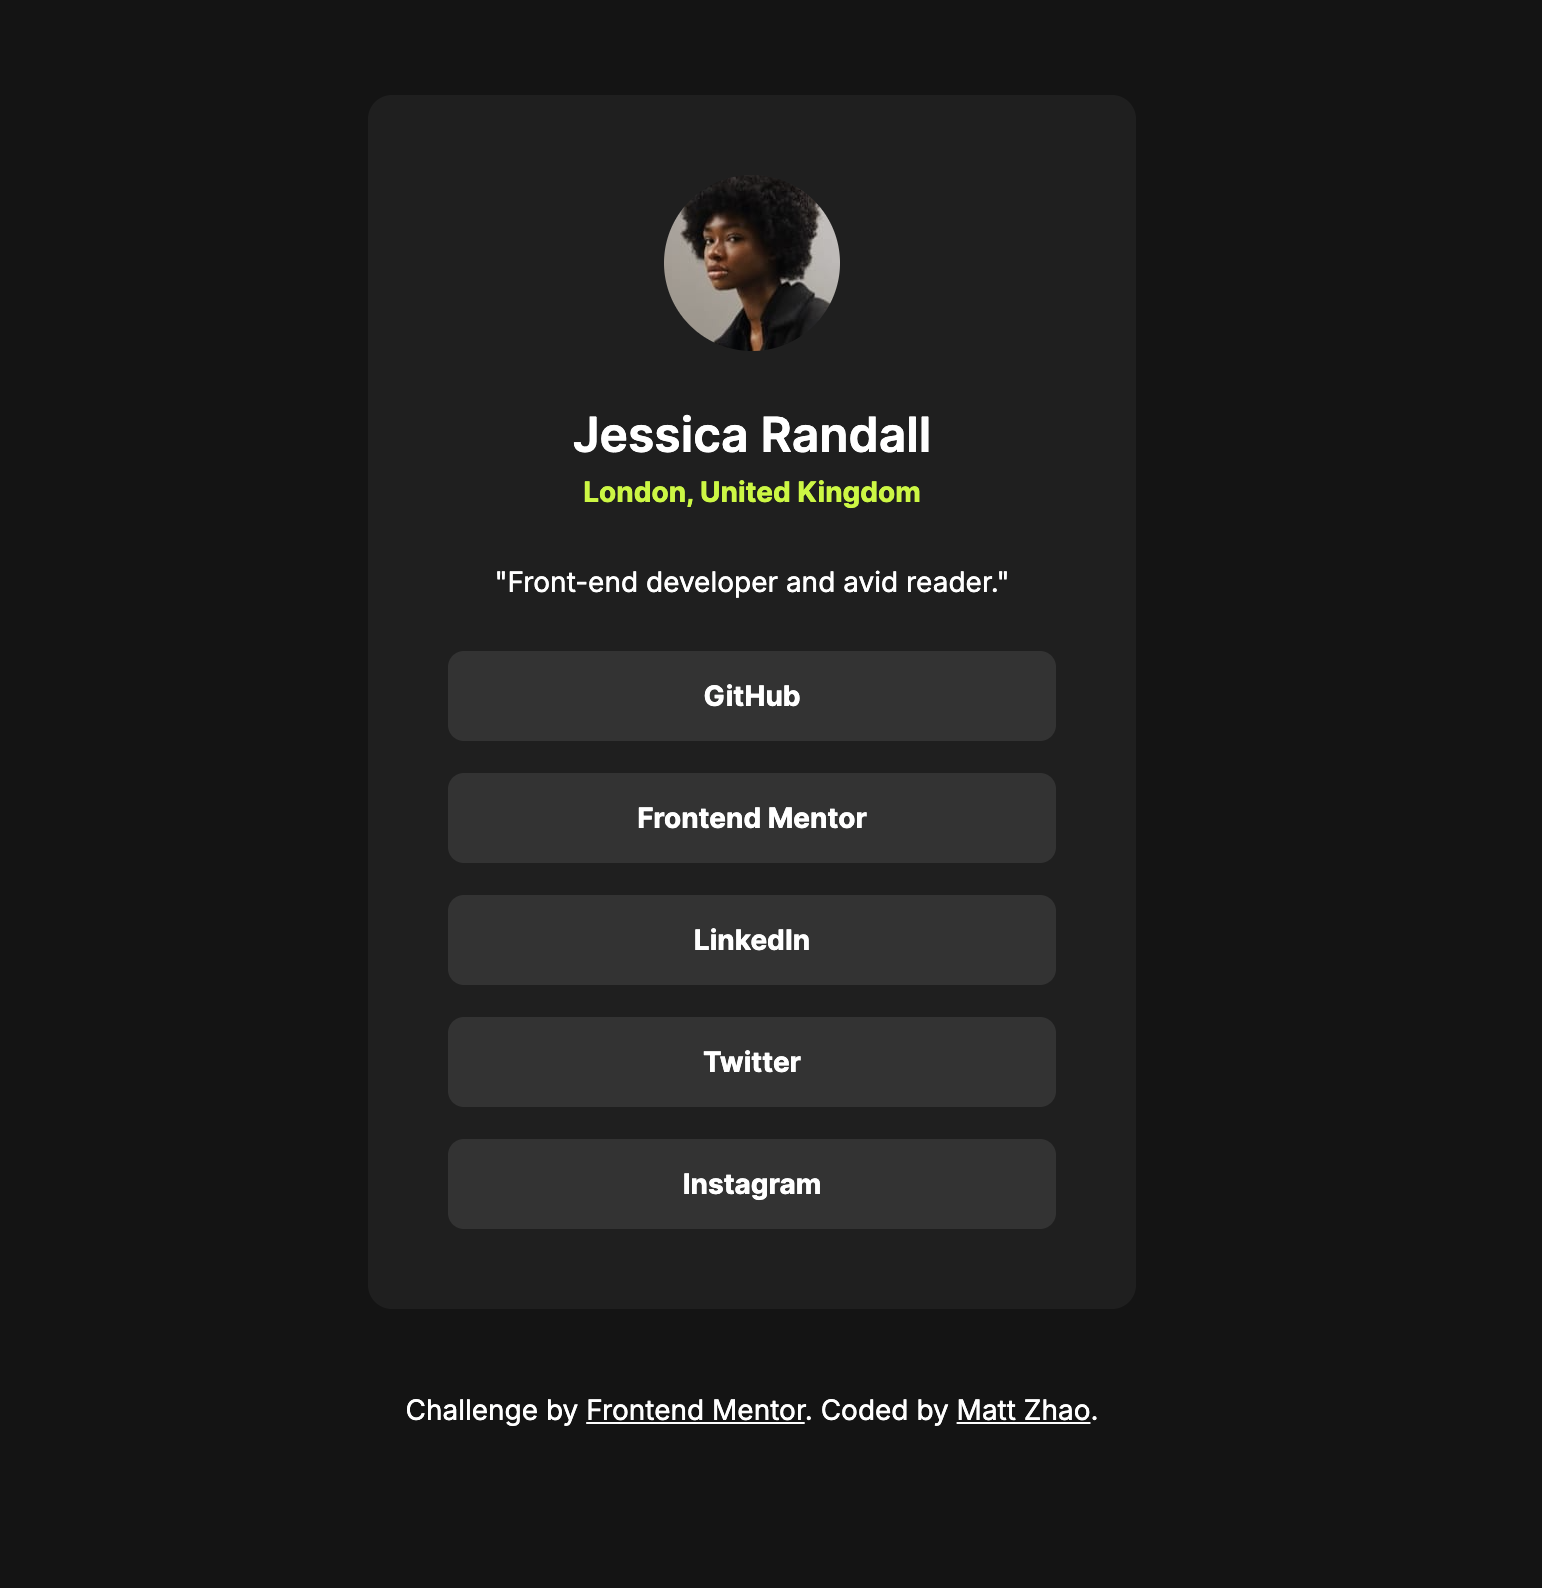 Jessica Randall
London, United Kingdom
"Front-end developer and avid reader."
GitHub
Frontend Mentor
LinkedIn
Twitter
Instagram
Challenge by Frontend Mentor. Coded by Matt Zhao.